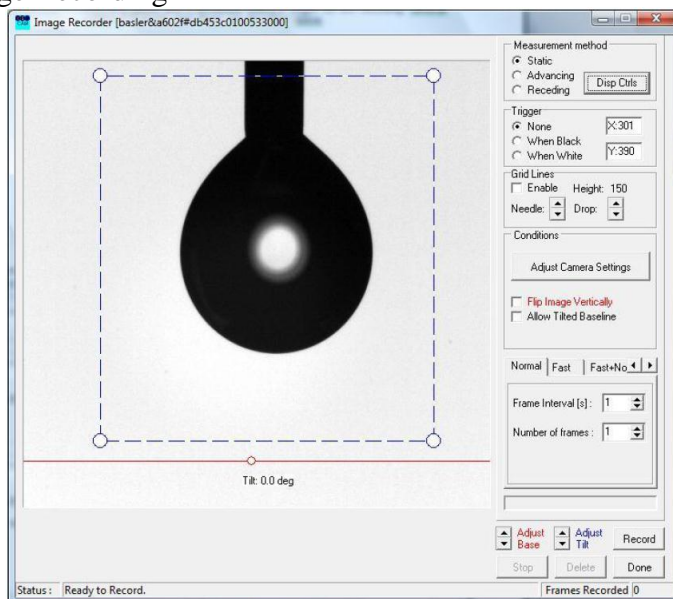 Image Recorder [basler&a602f#db453c0100533000]
Measurement method
Static
Advancing
Receding
Disp Ctrls
Trigger
None
X:301
When Black
When White
Y:390
Grid Lines
Enable Height: 150
Needle: Drop:
Conditions
Adjust Camera Settings
Flip Image Vertically
Allow Tilted Baseline
Normal Fast Fast+No
Frame Interval [s] : 1
Number of frames : 1
Tilt: 0.0 deg
Adjust Base
Adjust Tilt
Record
Stop Delete Done
Status : Ready to Record. Frames Recorded 0